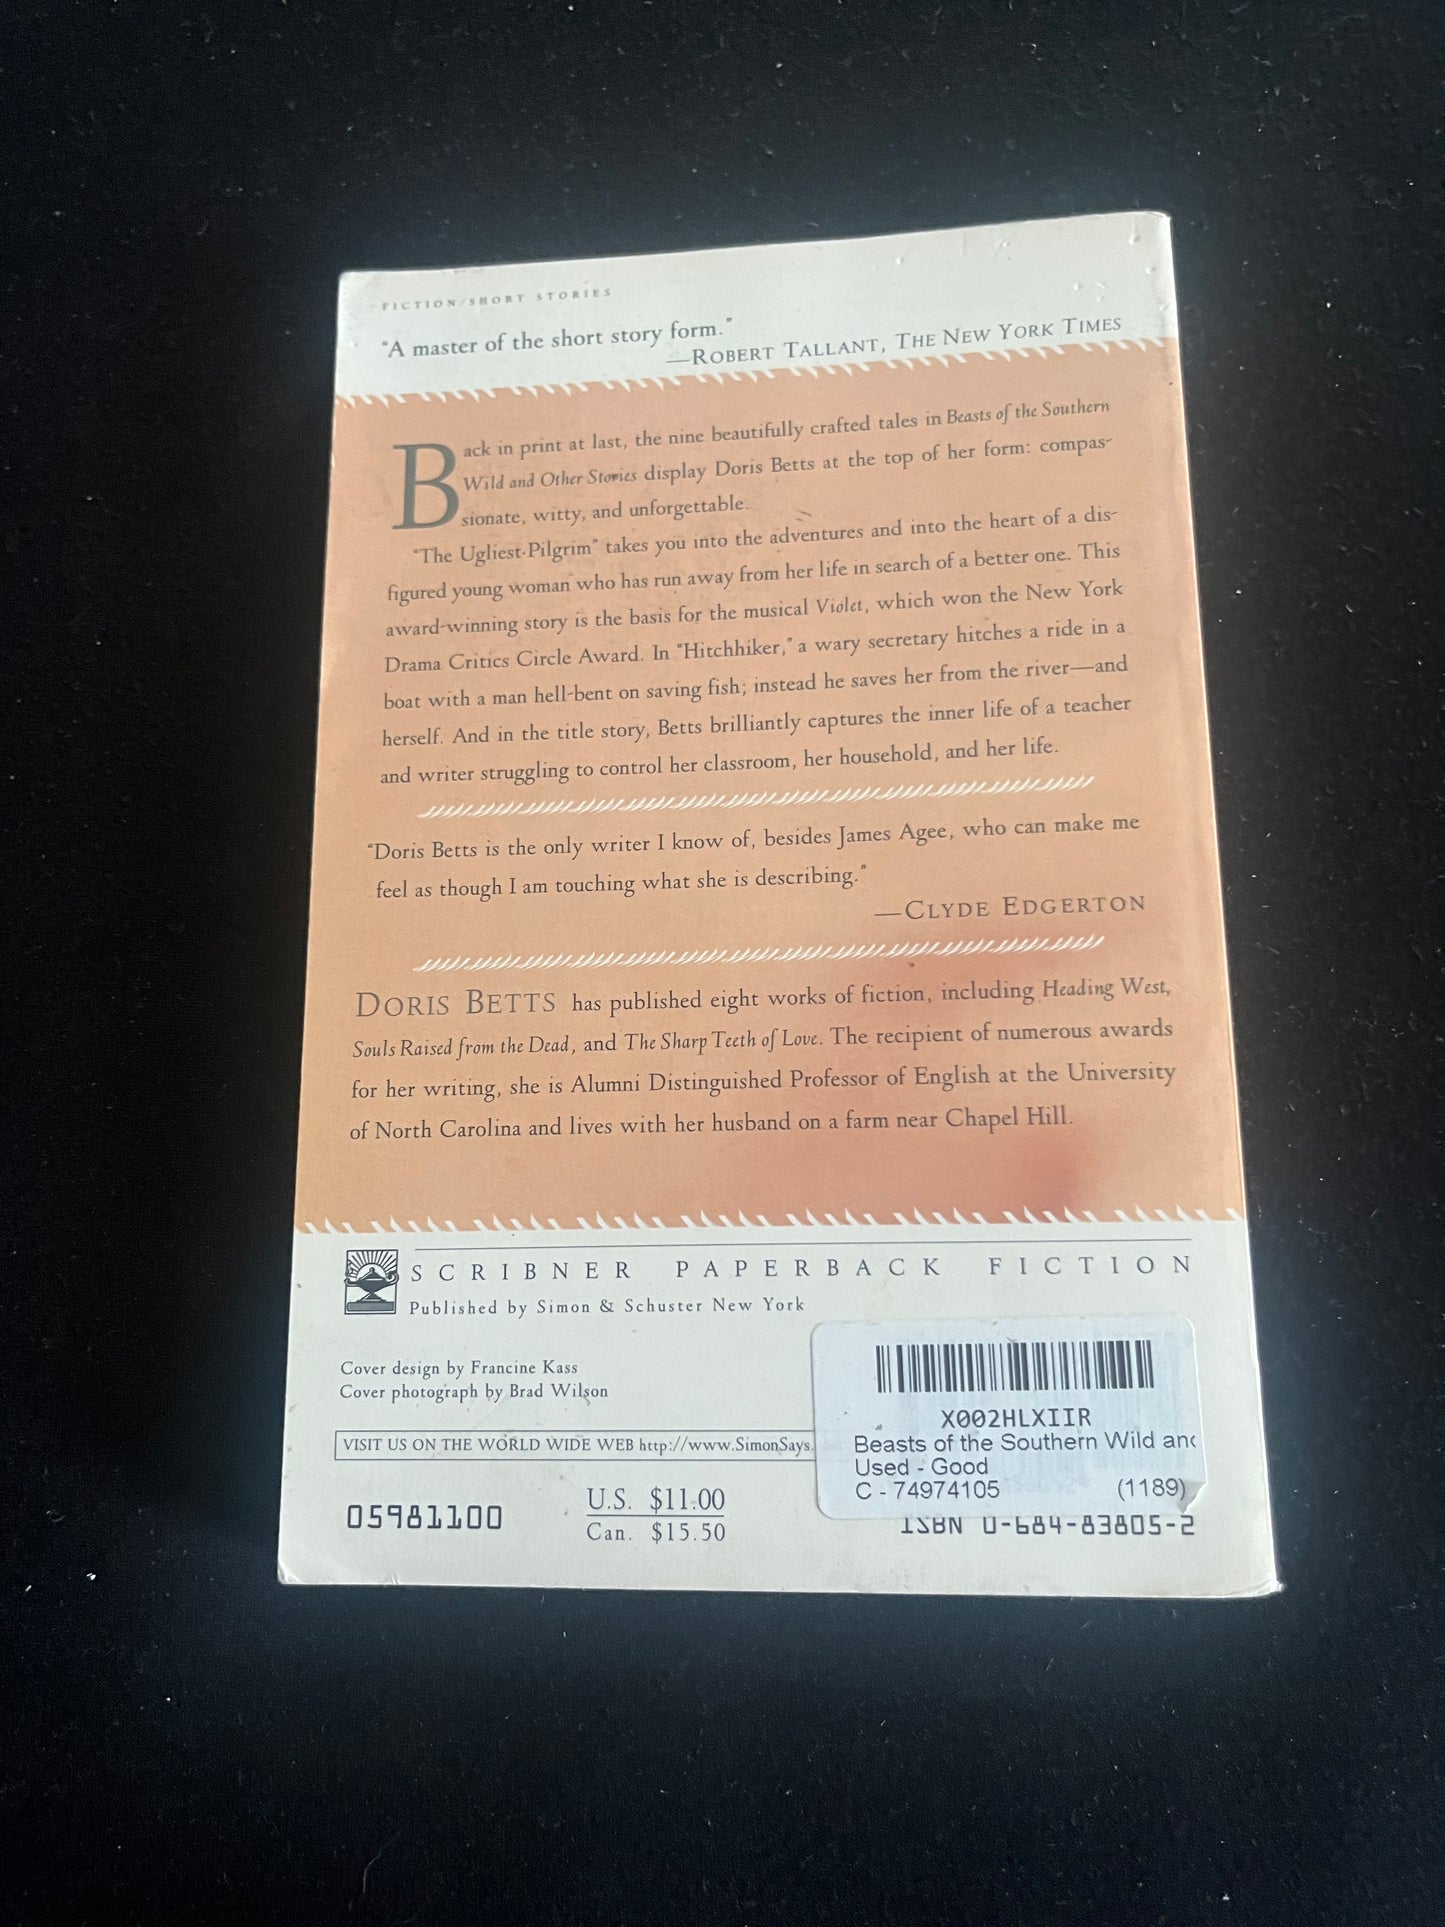 FICTION/SHORT STORIES
"A master of the short story form."
—ROBERT TALLANT, THE NEW YORK TIMES
Back in print at last, the nine beautifully crafted tales in Beasts of the Southern
Wild and Other Stories display Doris Betts at the top of her form: compas-
sionate, witty, and unforgettable.
"The Ugliest Pilgrim" takes you into the adventures and into the heart of a dis-
figured young woman who has run away from her life in search of a better one. This
award-winning story is the basis for the musical Violet, which won the New York
Drama Critics Circle Award. In "Hitchhiker," a wary secretary hitches a ride in a
boat with a man hell-bent on saving fish; instead he saves her from the river—and
herself. And in the title story, Betts brilliantly captures the inner life of a teacher
and writer struggling to control her classroom, her household, and her life.
"Doris Betts is the only writer I know of, besides James Agee, who can make me
feel as though I am touching what she is describing."
—CLYDE EDGERTON
DORIS BETTS has published eight works of fiction, including Heading West,
Souls Raised from the Dead, and The Sharp Teeth of Love. The recipient of numerous awards
for her writing, she is Alumni Distinguished Professor of English at the University
of North Carolina and lives with her husband on a farm near Chapel Hill.
SCRIBNER PAPERBACK FICTION
Published by Simon & Schuster New York
Cover design by Francine Kass
Cover photograph by Brad Wilson
VISIT US ON THE WORLD WIDE WEB http://www.SimonSays.
X002HLXIIR
Beasts of the Southern Wild and
Used - Good
C - 74974105 (1189)
05981100
U.S. $11.00
Can. $15.50
ISBN 0-684-83805-2